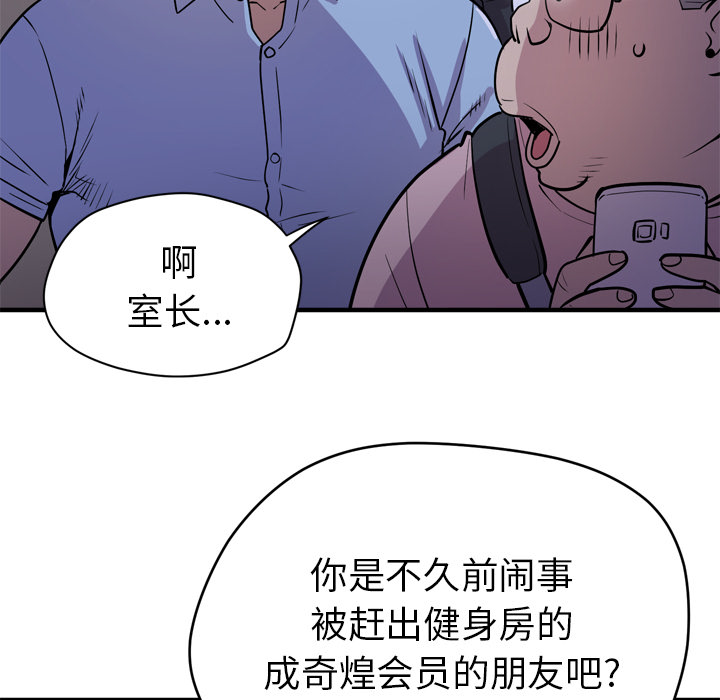 啊
室长...
你是不久前闹事
被赶出健身房的
成奇煌会员的朋友吧?